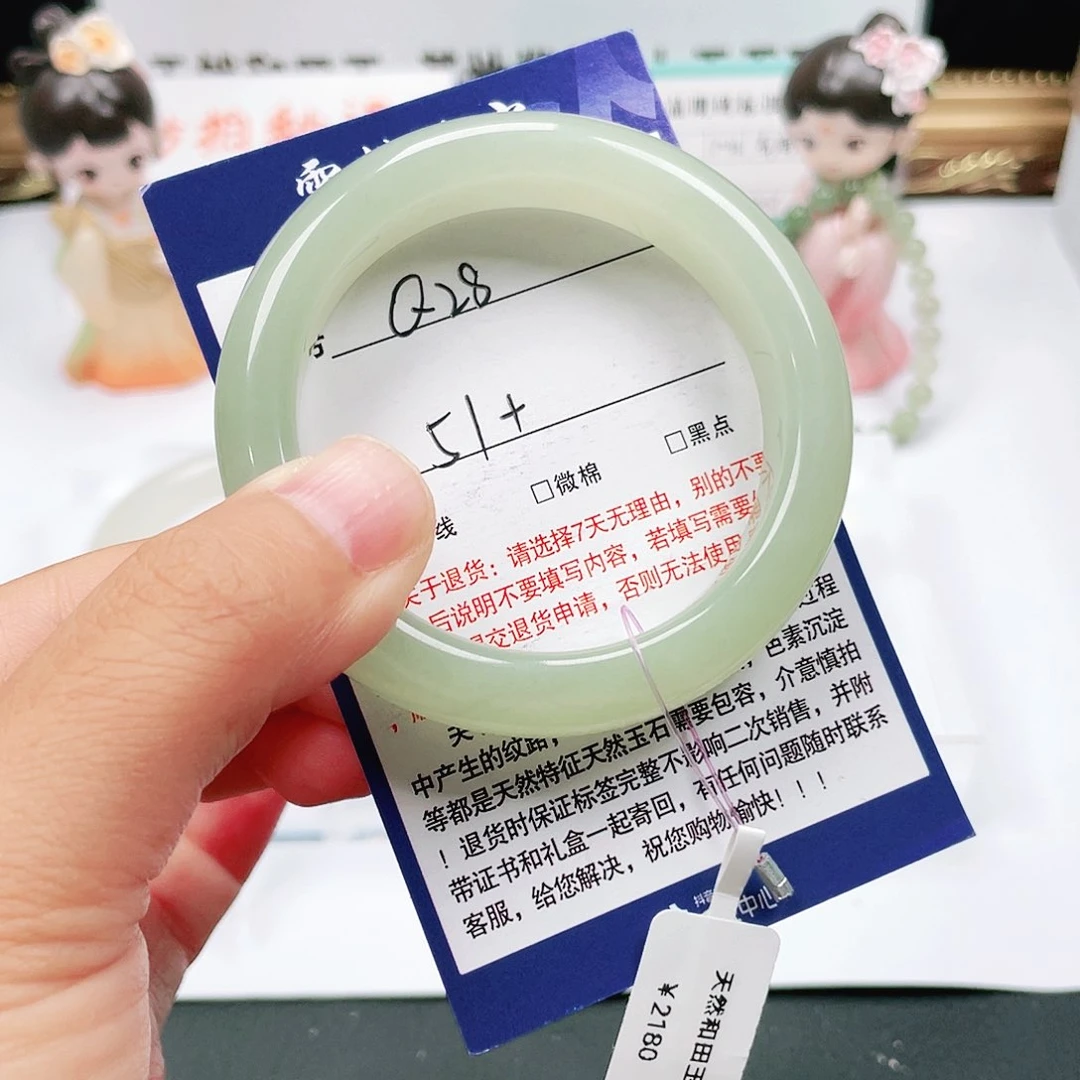 Q28
51+
□微棉 □黑点
线
关于退货：请选择7天无理由，别的不要
后说明不要填写内容，若填写需要
交退货申请，否则无法使用
过程
色素沉淀
中产生的纹路，
需要包容，介意慎拍
等都是天然特征天然玉石
！退货时保证标签完整不影响二次销售，并附
带证书和礼盒一起寄回，有任何问题随时联系
客服，给您解决，祝您购物愉快！！！
中心
天然和田玉
¥2180